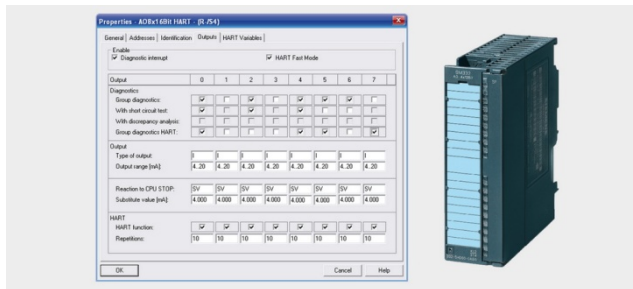 Properties - AO8x16Bit HART - (R-/S4)
General Addresses Identification Outputs HART Variables
Enable
Diagnostic interrupt HART Fast Mode
Output 0 1 2 3 4 5 6 7
Diagnostics
Group diagnostics:
With short circuit test:
With discrepancy analysis:
Group diagnostics HART:
Output
Type of output: I I I I I I I I
Output range [mA]: 4..20 4..20 4..20 4..20 4..20 4..20 4..20 4..20
Reaction to CPU STOP: SV SV SV SV SV SV SV SV
Substitute value [mA]: 4.000 4.000 4.000 4.000 4.000 4.000 4.000 4.000
HART
HART function:
Repetitions: 10 10 10 10 10 10 10 10
OK Cancel Help